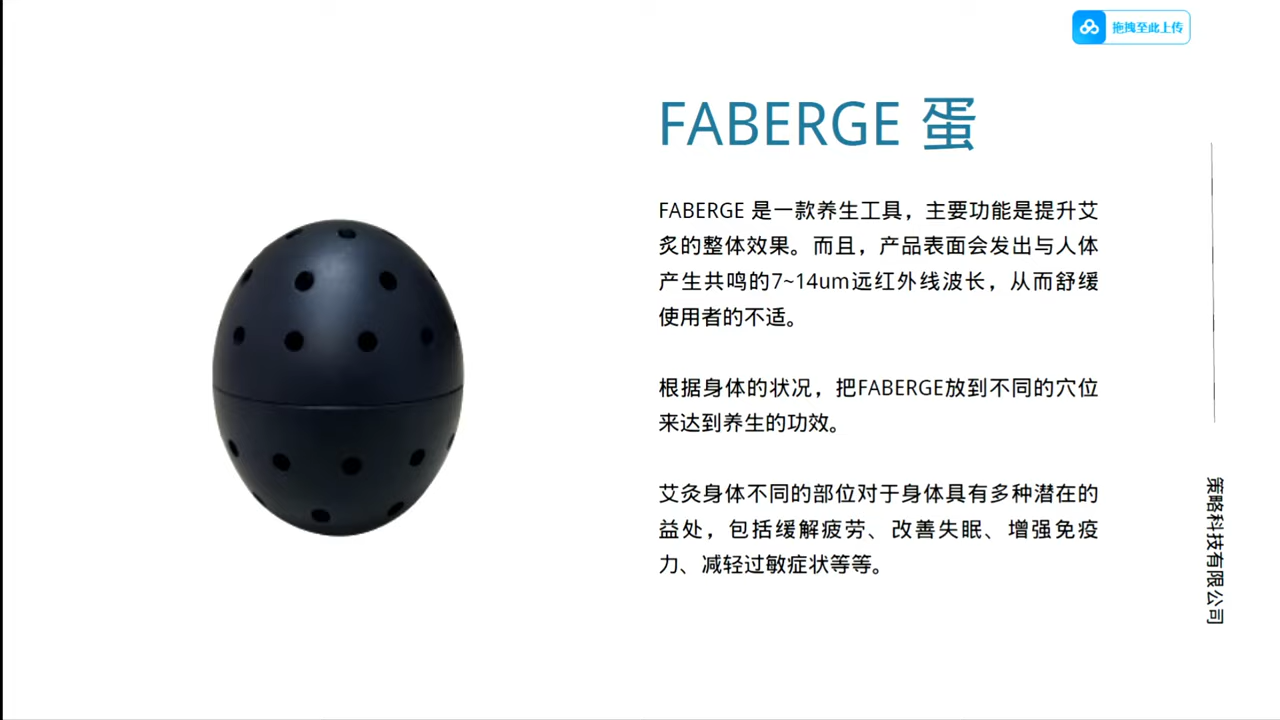 拖拽至此上传
FABERGE 蛋
FABERGE 是一款养生工具，主要功能是提升艾
炙的整体效果。而且，产品表面会发出与人体
产生共鸣的7~14um远红外线波长，从而舒缓
使用者的不适。
根据身体的状况，把FABERGE放到不同的穴位
来达到养生的功效。
艾灸身体不同的部位对于身体具有多种潜在的
益处，包括缓解疲劳、改善失眠、增强免疫
力、减轻过敏症状等等。
策略科技有限公司